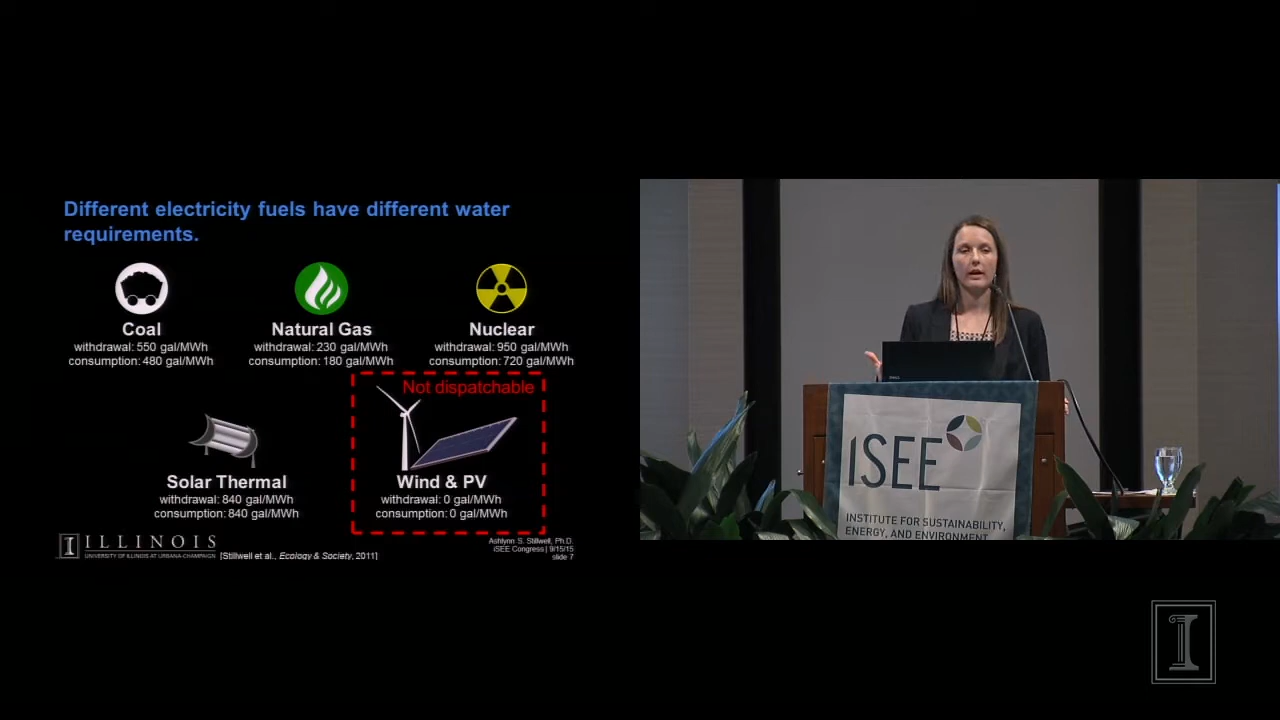 Different electricity fuels have different water
requirements.
Coal
withdrawal: 550 gal/MWh
consumption: 480 gal/MWh
Natural Gas
withdrawal: 230 gal/MWh
consumption: 180 gal/MWh
Nuclear
withdrawal: 950 gal/MWh
consumption: 720 gal/MWh
Solar Thermal
withdrawal: 840 gal/MWh
consumption: 840 gal/MWh
Not dispatchable
Wind & PV
withdrawal: 0 gal/MWh
consumption: 0 gal/MWh
I ILLINOIS
UNIVERSITY OF ILLINOIS AT URBANA-CHAMPAIGN
[Stillwell et al., Ecology & Society, 2011]
Ashlynn S. Stillwell, Ph.D.
iSEE Congress | 9/15/15
slide 7
iSEE
INSTITUTE FOR SUSTAINABILITY,
ENERGY, AND ENVIRONMENT
DELL
I